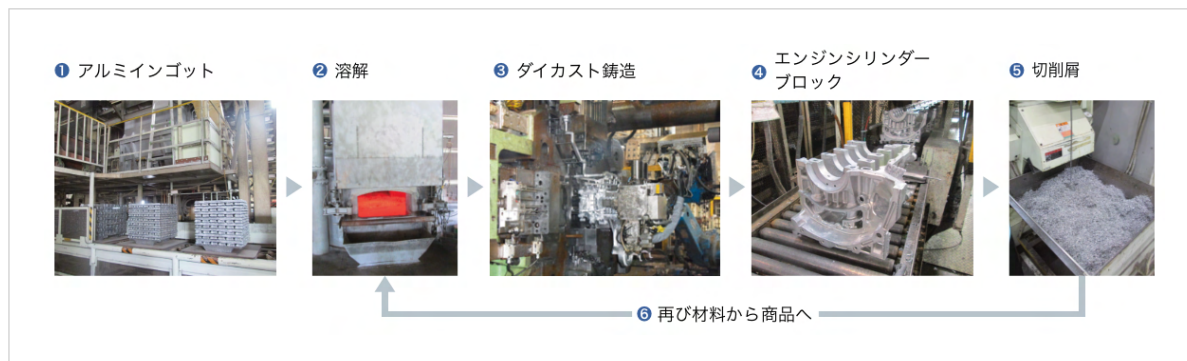 ❶ アルミインゴット
❷ 溶解
❸ ダイカスト鋳造
❹ エンジンシリンダー
ブロック
❺ 切削屑
❻ 再び材料から商品へ